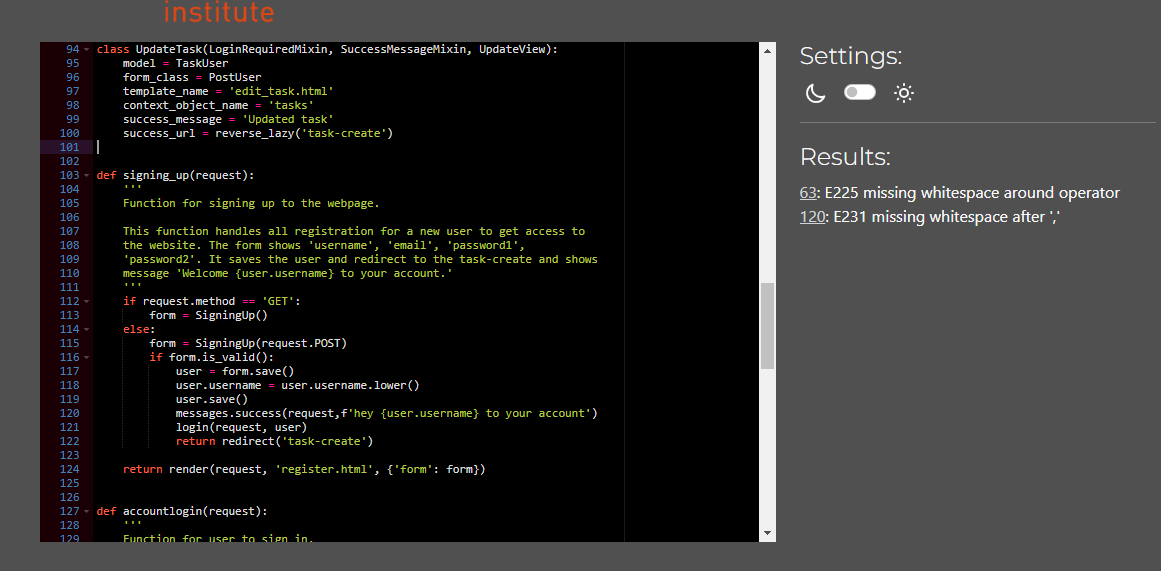 institute
94 class UpdateTask(LoginRequiredMixin, SuccessMessageMixin, UpdateView):
95     model = TaskUser
96     form_class = PostUser
97     template_name = 'edit_task.html'
98     context_object_name = 'tasks'
99     success_message = 'Updated task'
100     success_url = reverse_lazy('task-create')
101
102
103 def signing_up(request):
104     '''
105     Function for signing up to the webpage.
106
107     This function handles all registration for a new user to get access to
108     the website. The form shows 'username', 'email', 'password1',
109     'password2'. It saves the user and redirect to the task-create and shows
110     message 'Welcome {user.username} to your account.'
111     '''
112     if request.method == 'GET':
113         form = SigningUp()
114     else:
115         form = SigningUp(request.POST)
116         if form.is_valid():
117             user = form.save()
118             user.username = user.username.lower()
119             user.save()
120             messages.success(request,f'hey {user.username} to your account')
121             login(request, user)
122             return redirect('task-create')
123
124     return render(request, 'register.html', {'form': form})
125
126
127 def accountlogin(request):
128     '''
129     Function for user to sign in.
Settings:
Results:
63: E225 missing whitespace around operator
120: E231 missing whitespace after ','